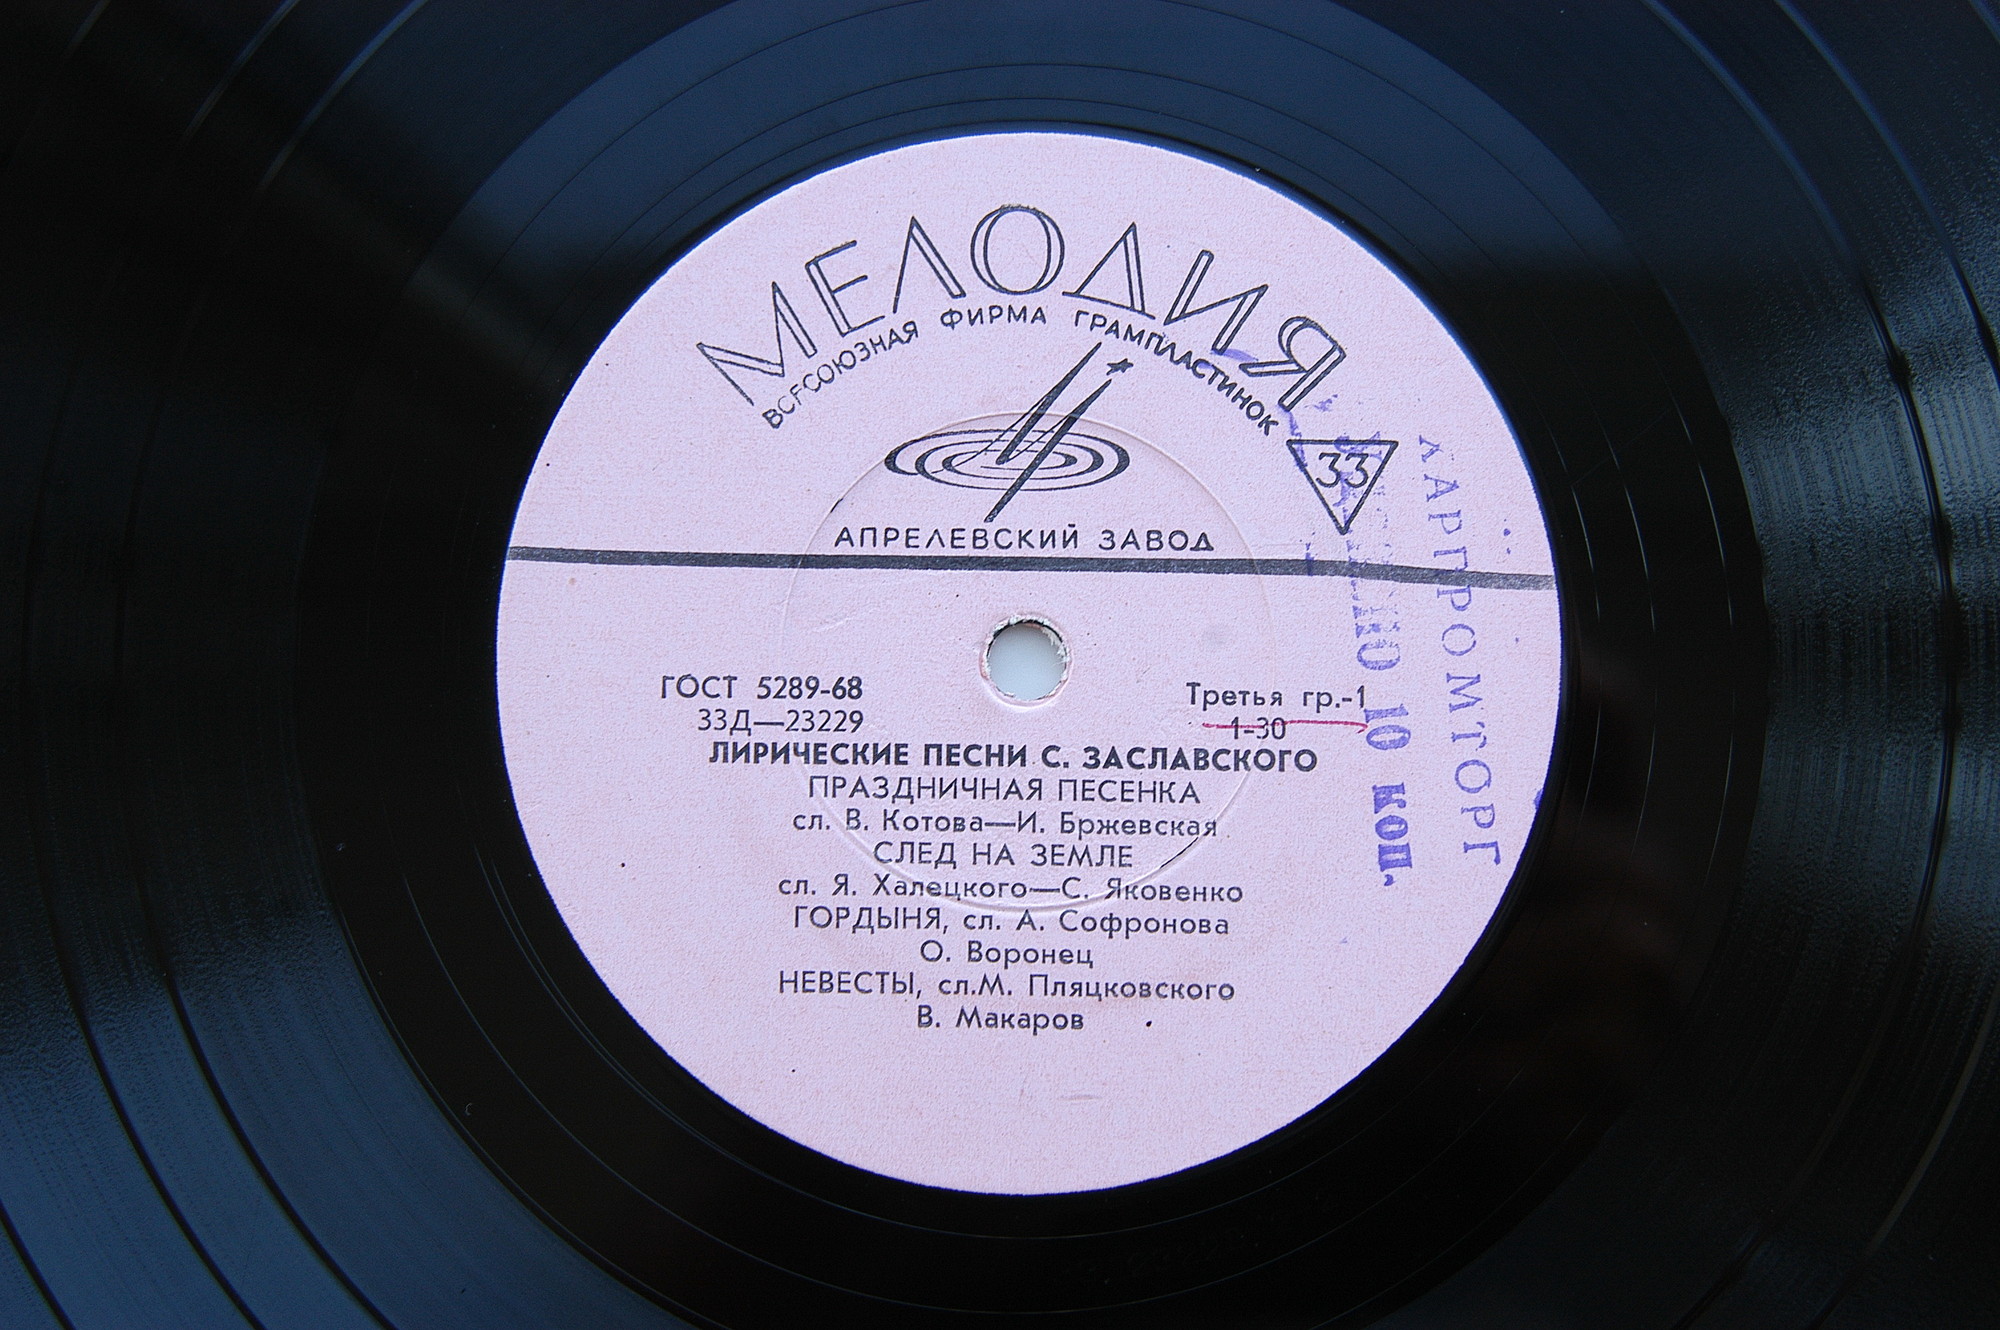 МЕЛОДИЯ
ВСЕСОЮЗНАЯ ФИРМА ГРАМПЛАСТИНОК
33
АПРЕЛЕВСКИЙ ЗАВОД
ГОСТ 5289-68
33Д—23229
Третья гр.-1
1-30
ЛИРИЧЕСКИЕ ПЕСНИ С. ЗАСЛАВСКОГО
ПРАЗДНИЧНАЯ ПЕСЕНКА
сл. В. Котова—И. Бржевская
СЛЕД НА ЗЕМЛЕ
сл. Я. Халецкого—С. Яковенко
ГОРДЫНЯ, сл. А. Софронова
О. Воронец
НЕВЕСТЫ, сл.М. Пляцковского
В. Макаров
ХАРПРОМТОРГ
10 коп.